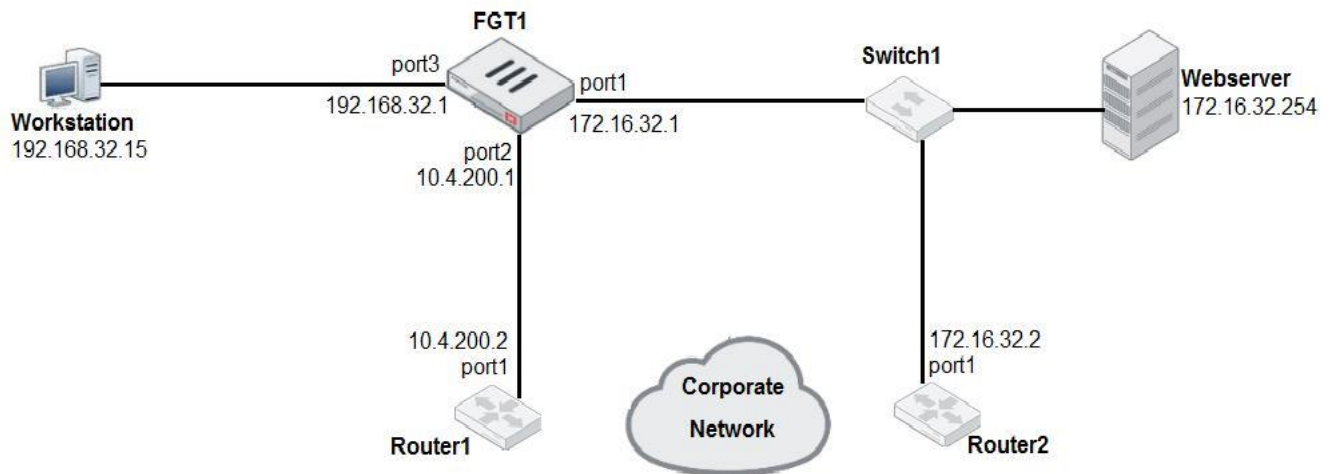 FGT1
port3
192.168.32.1
port1
172.16.32.1
port2
10.4.200.1
Workstation
192.168.32.15
Switch1
Webserver
172.16.32.254
10.4.200.2
port1
Router1
Corporate
Network
172.16.32.2
port1
Router2